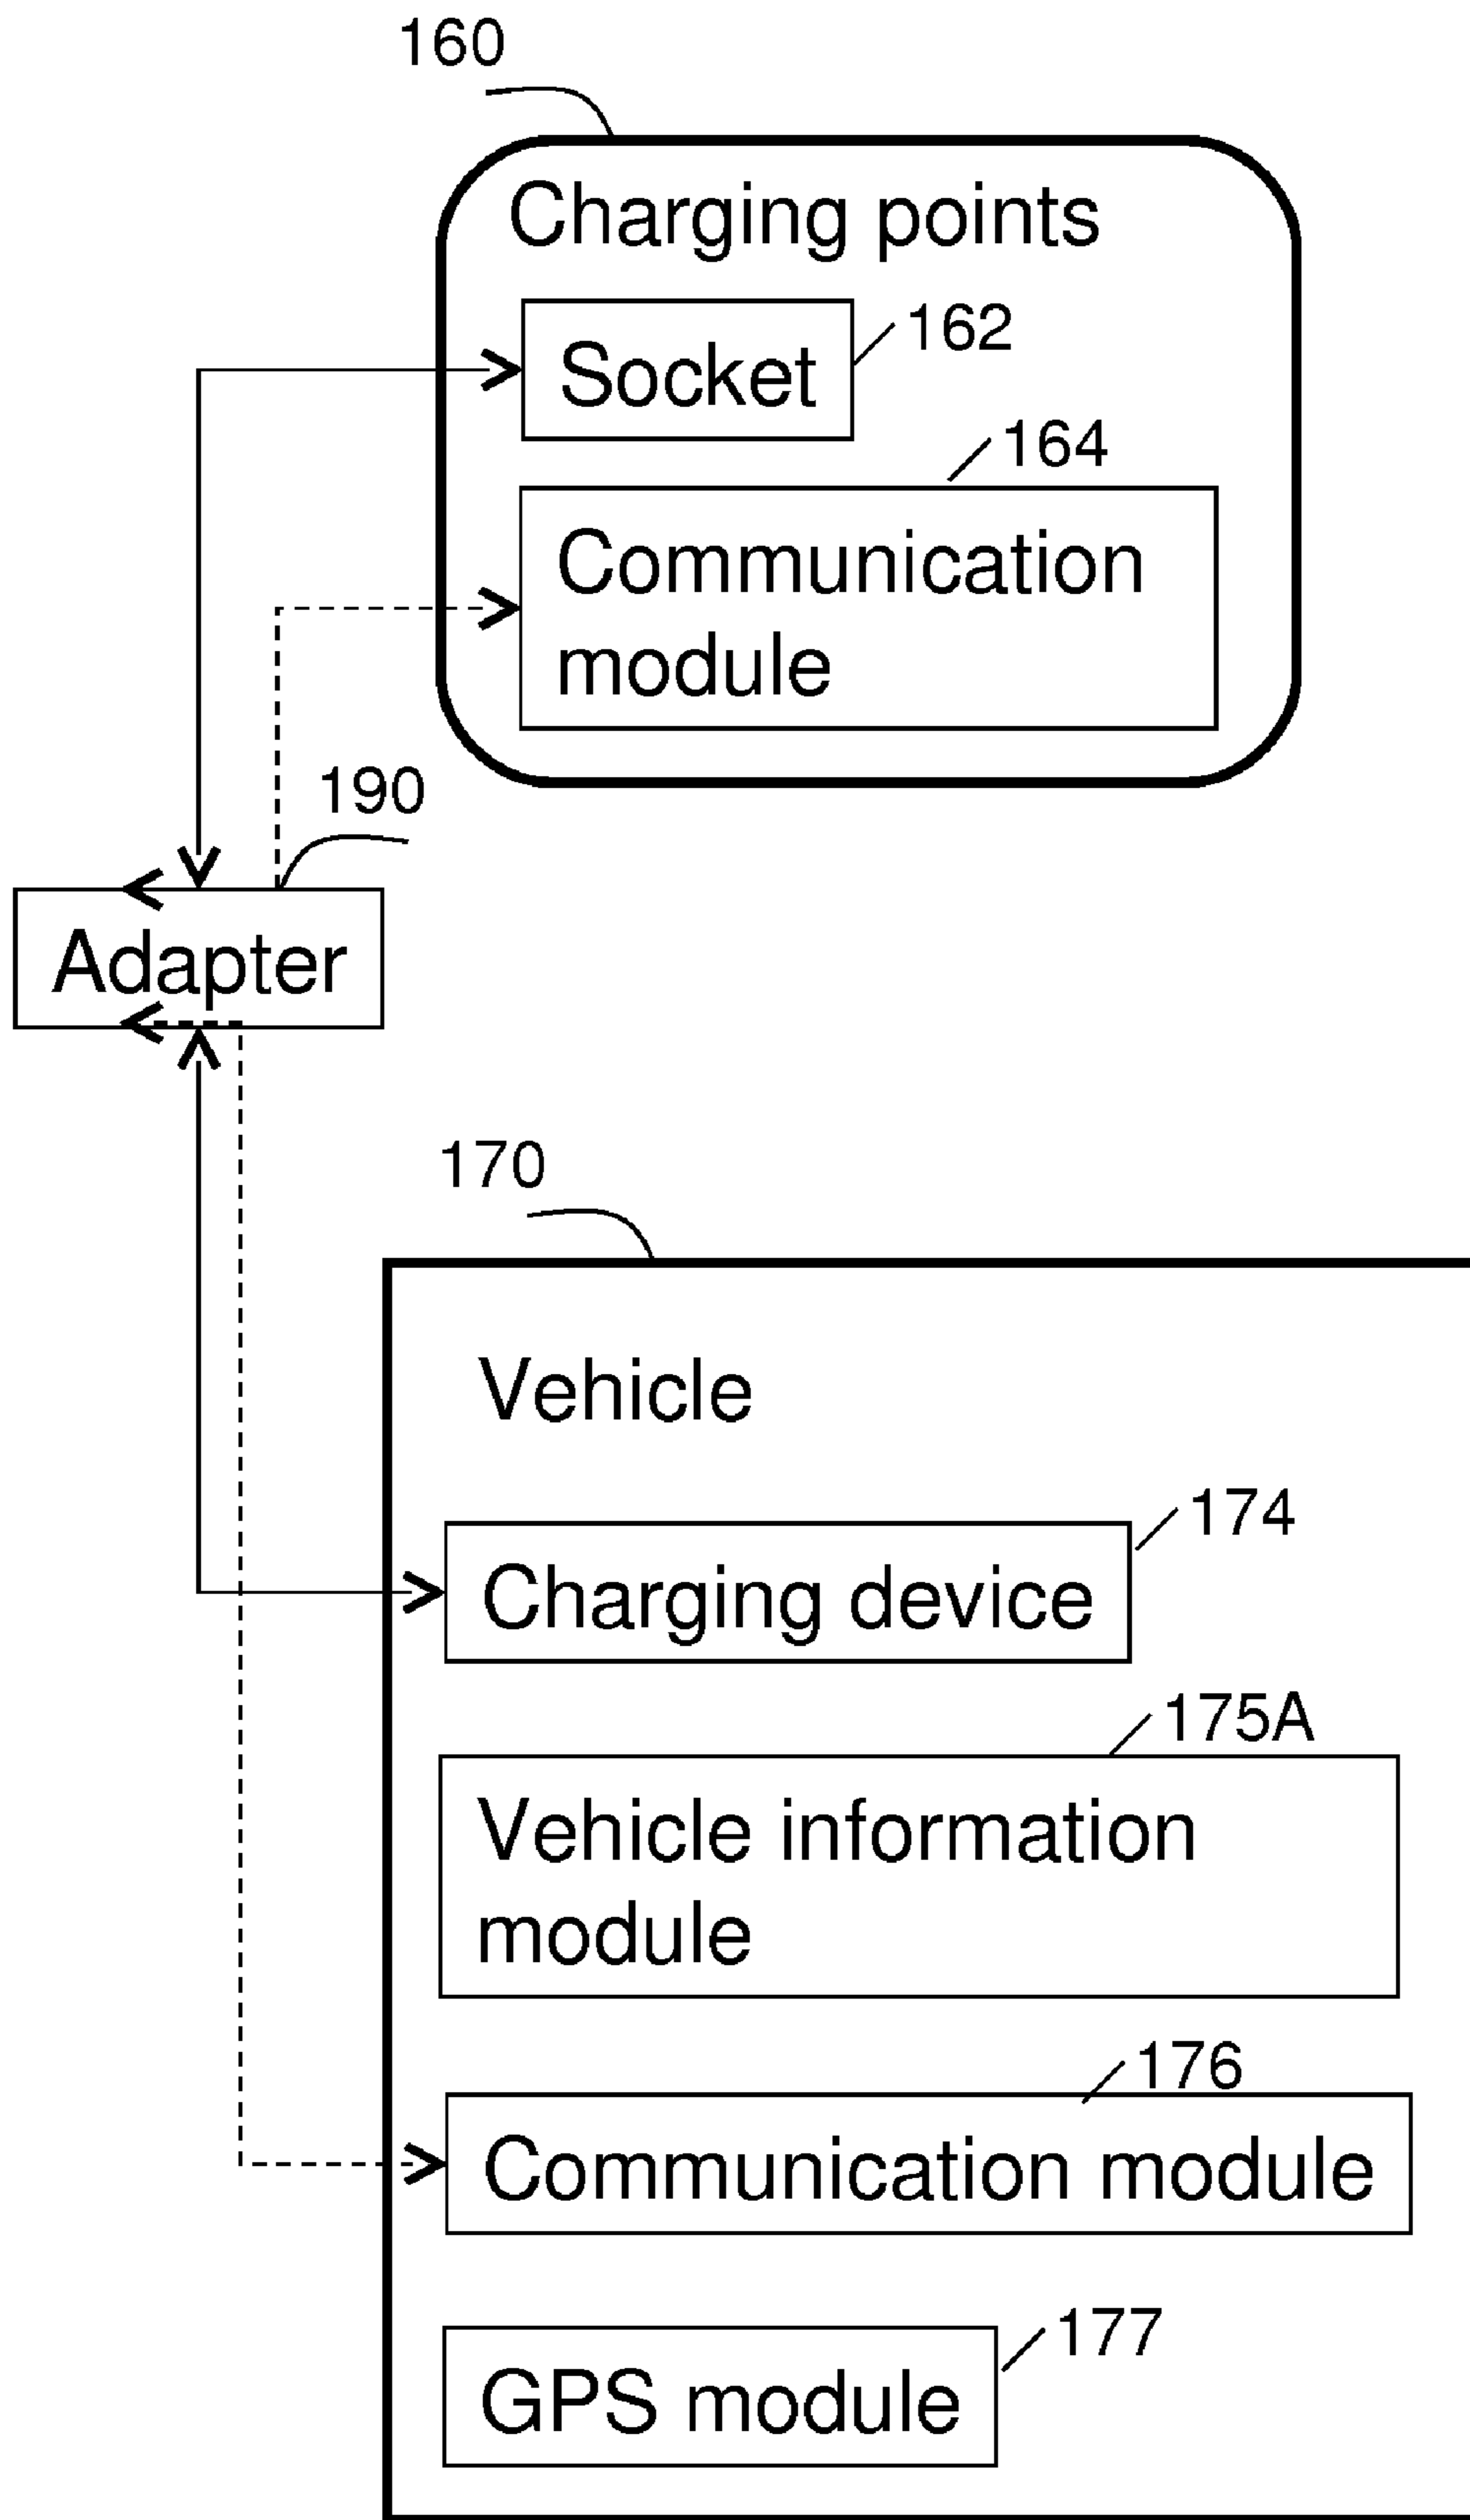 160
Charging points
Socket
162
164
Communication
module
190
Adapter
170
Vehicle
174
Charging device
175A
Vehicle information
module
176
Communication module
177
GPS module